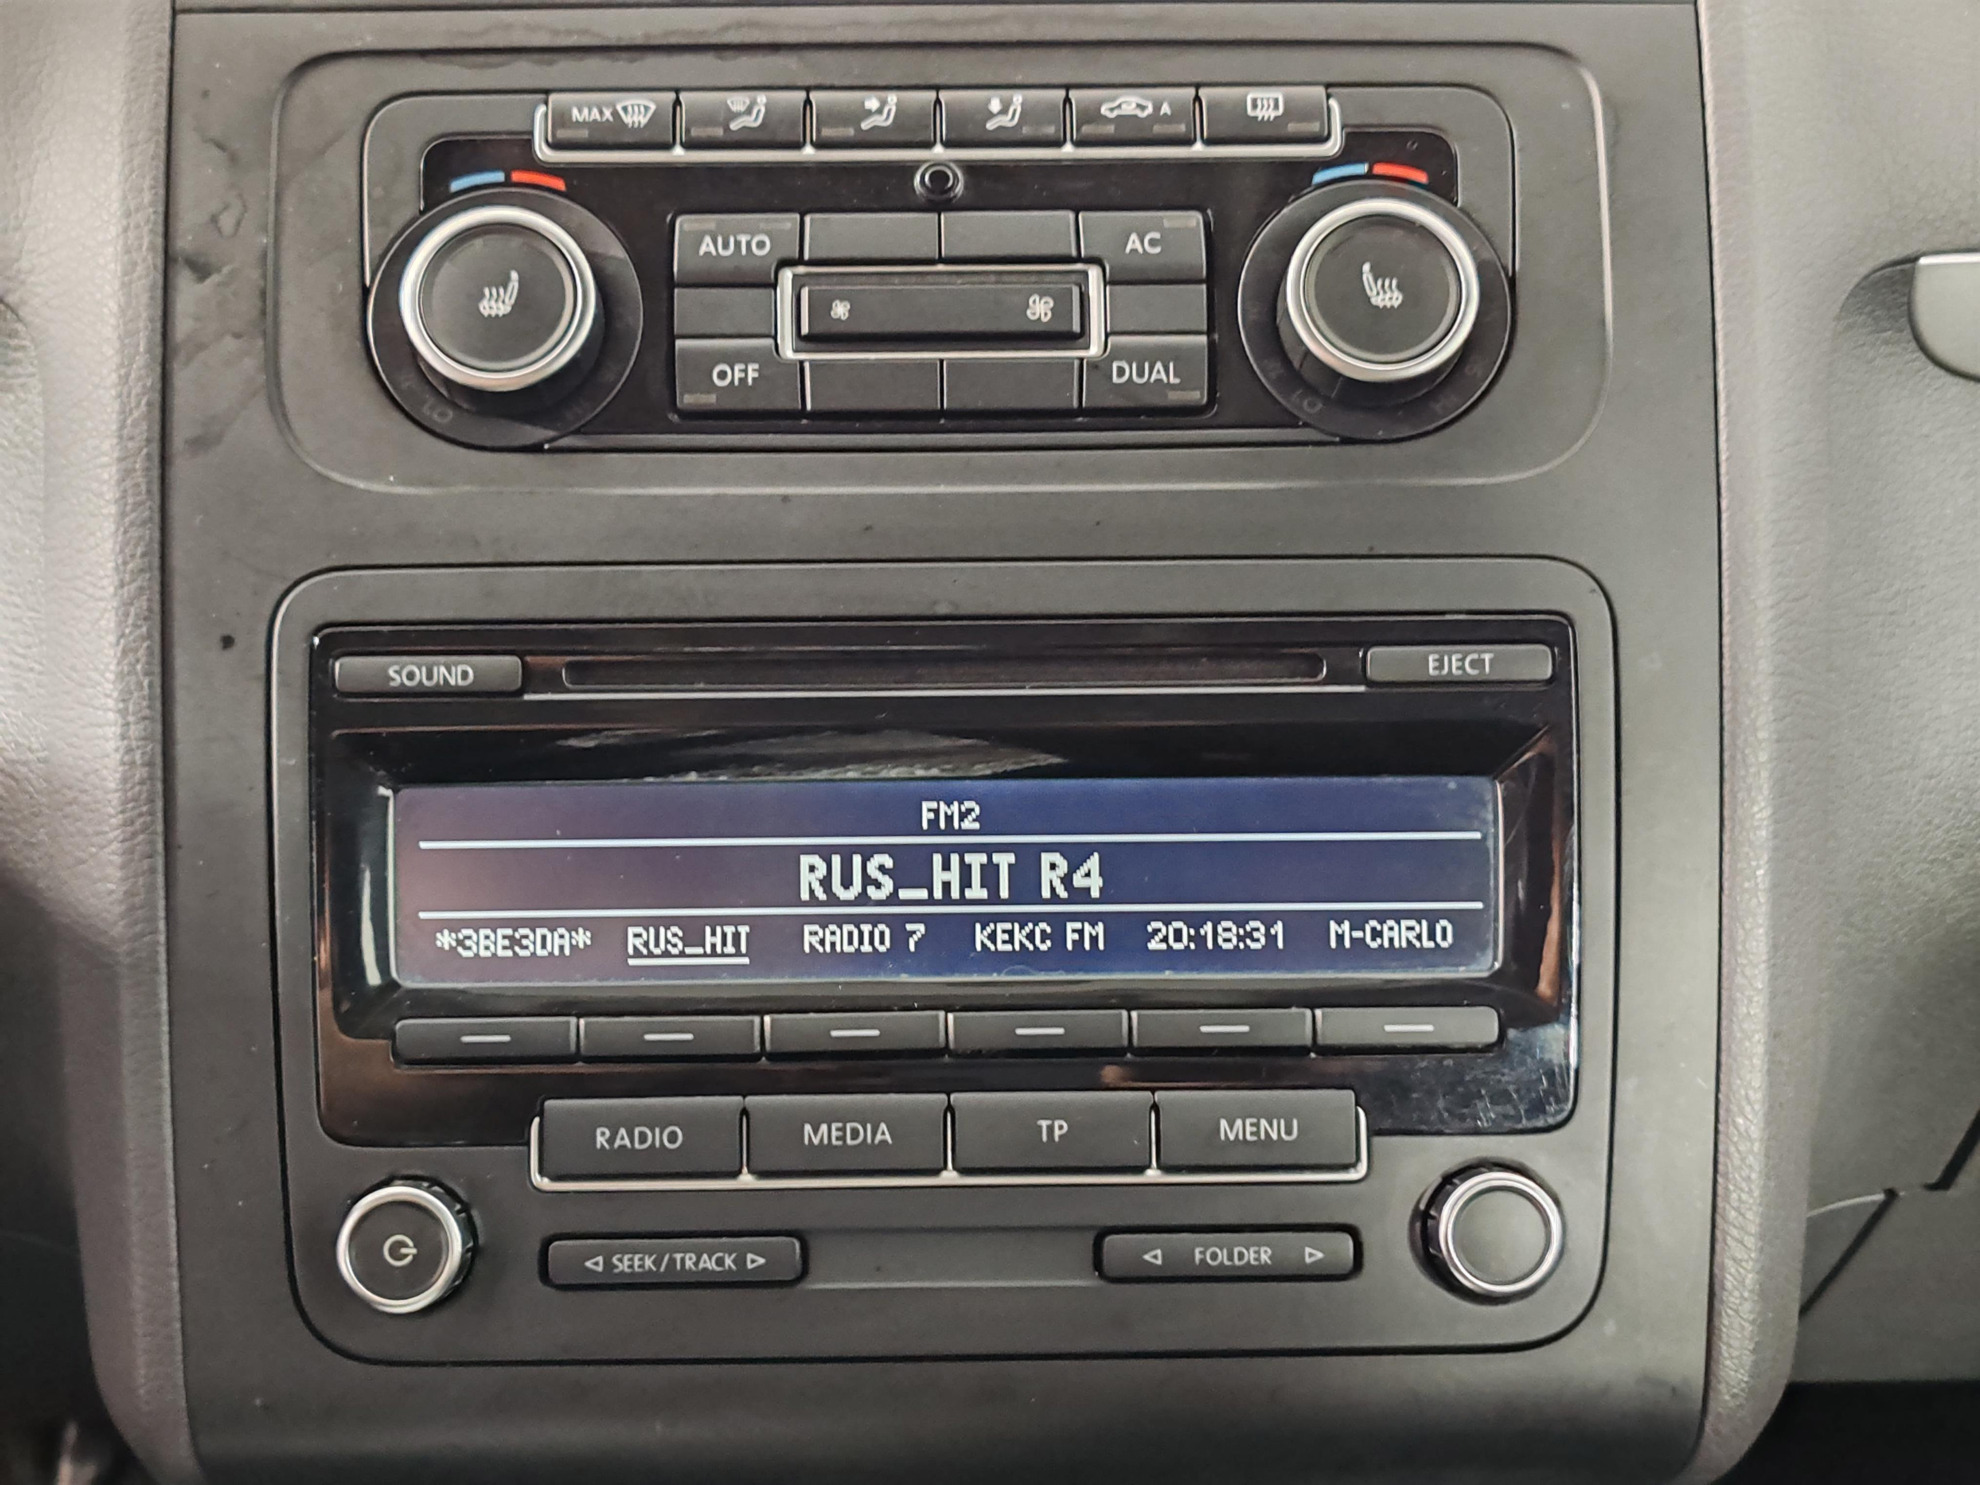 MAX A
AUTO AC
OFF DUAL
SOUND EJECT
FM2
RUS_HIT R4
*3BE3DA* RUS_HIT RADIO 7 KEKC FM 20:18:31 M-CARLO
RADIO MEDIA TP MENU
SEEK/TRACK FOLDER